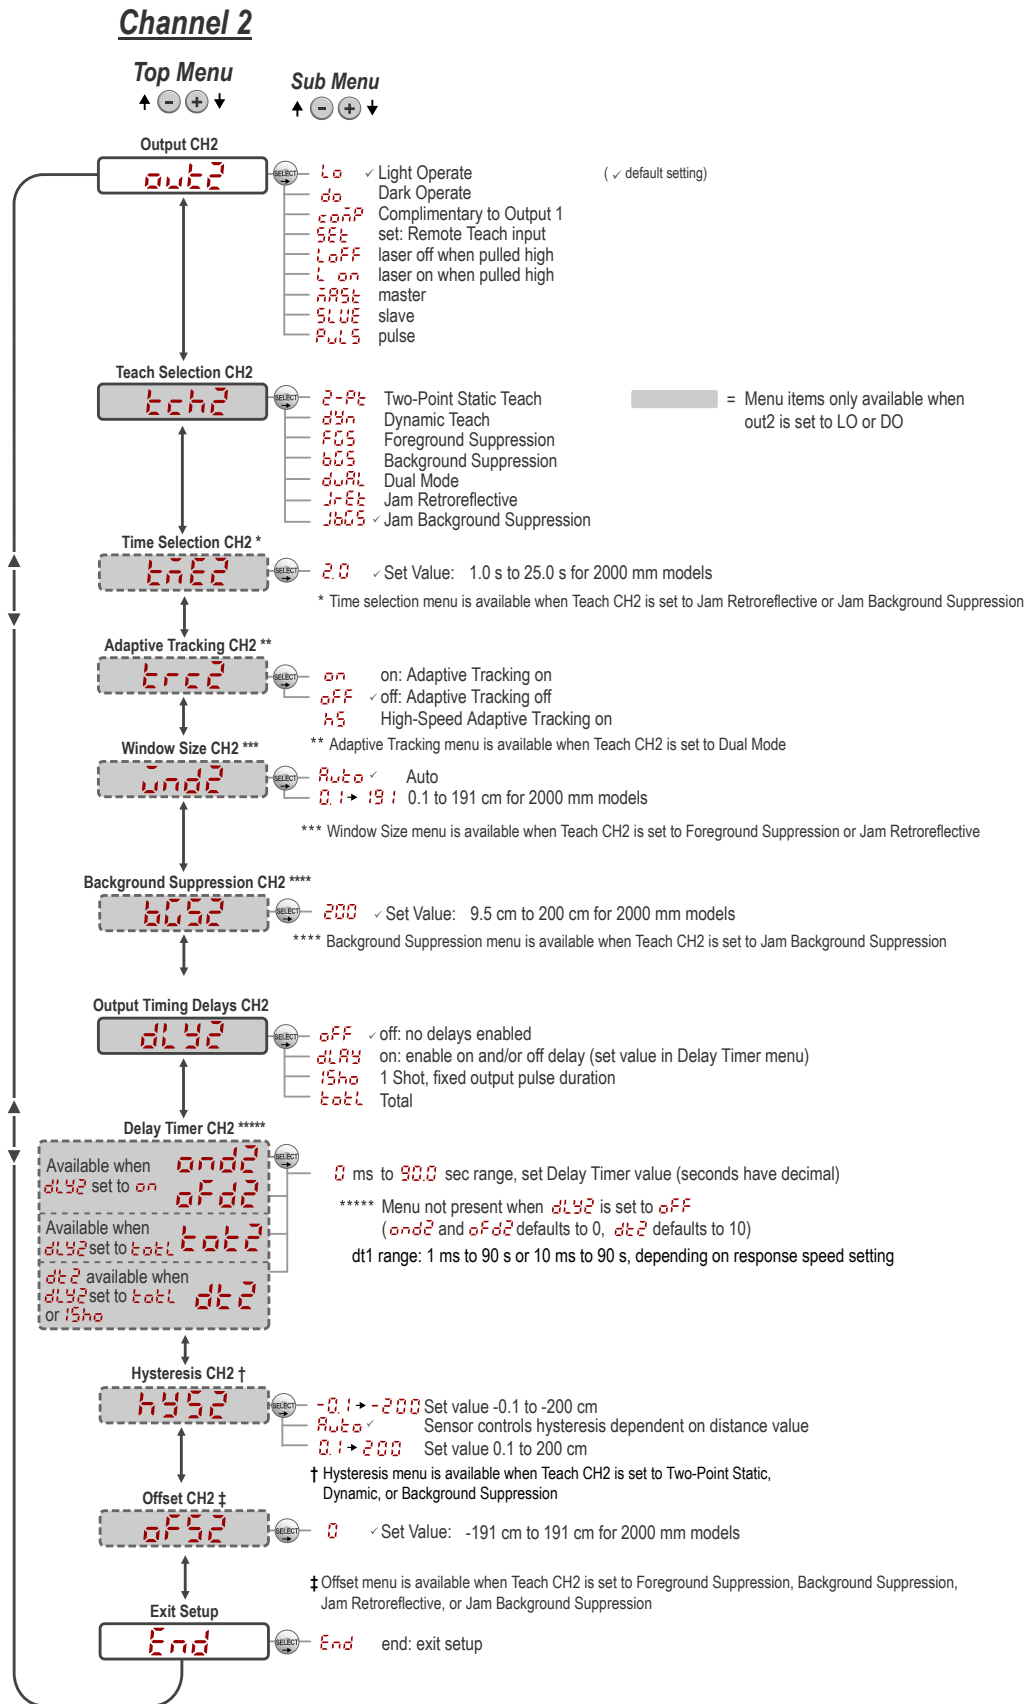 Channel 2
Top Menu
Sub Menu
- +
- +
Output CH2
out2
SELECT
Lo ✓ Light Operate
( ✓ default setting)
do Dark Operate
comP Complimentary to Output 1
SEt set: Remote Teach input
LoFF laser off when pulled high
L on laser on when pulled high
mASt master
SLUE slave
PuLS pulse
Teach Selection CH2
tch2
SELECT
2-Pt Two-Point Static Teach
= Menu items only available when
out2 is set to LO or DO
dYn Dynamic Teach
FGS Foreground Suppression
bGS Background Suppression
duAL Dual Mode
JrEt Jam Retroreflective
JbGS ✓ Jam Background Suppression
Time Selection CH2 *
tmE2
SELECT
2.0 ✓ Set Value: 1.0 s to 25.0 s for 2000 mm models
* Time selection menu is available when Teach CH2 is set to Jam Retroreflective or Jam Background Suppression
Adaptive Tracking CH2 **
trc2
SELECT
on on: Adaptive Tracking on
oFF ✓ off: Adaptive Tracking off
hS High-Speed Adaptive Tracking on
** Adaptive Tracking menu is available when Teach CH2 is set to Dual Mode
Window Size CH2 ***
wnd2
SELECT
Auto ✓ Auto
0.1 → 191 0.1 to 191 cm for 2000 mm models
*** Window Size menu is available when Teach CH2 is set to Foreground Suppression or Jam Retroreflective
Background Suppression CH2 ****
bGS2
SELECT
200 ✓ Set Value: 9.5 cm to 200 cm for 2000 mm models
**** Background Suppression menu is available when Teach CH2 is set to Jam Background Suppression
Output Timing Delays CH2
dLY2
SELECT
oFF ✓ off: no delays enabled
dLAY on: enable on and/or off delay (set value in Delay Timer menu)
1Sho 1 Shot, fixed output pulse duration
totL Total
Delay Timer CH2 *****
SELECT
Available when
dLY2 set to on
ond2
oFd2
0 ms to 90.0 sec range, set Delay Timer value (seconds have decimal)
***** Menu not present when dLY2 is set to oFF
(ond2 and oFd2 defaults to 0, dt2 defaults to 10)
Available when
dLY2 set to totL
tot2
dt1 range: 1 ms to 90 s or 10 ms to 90 s, depending on response speed setting
dt2 available when
dLY2 set to totL
or 1Sho
dt2
Hysteresis CH2 †
hYS2
SELECT
-0.1 → -200 Set value -0.1 to -200 cm
Auto ✓ Sensor controls hysteresis dependent on distance value
0.1 → 200 Set value 0.1 to 200 cm
† Hysteresis menu is available when Teach CH2 is set to Two-Point Static,
Dynamic, or Background Suppression
Offset CH2 ‡
oFS2
SELECT
0 ✓ Set Value: -191 cm to 191 cm for 2000 mm models
‡ Offset menu is available when Teach CH2 is set to Foreground Suppression, Background Suppression,
Jam Retroreflective, or Jam Background Suppression
Exit Setup
End
SELECT
End end: exit setup